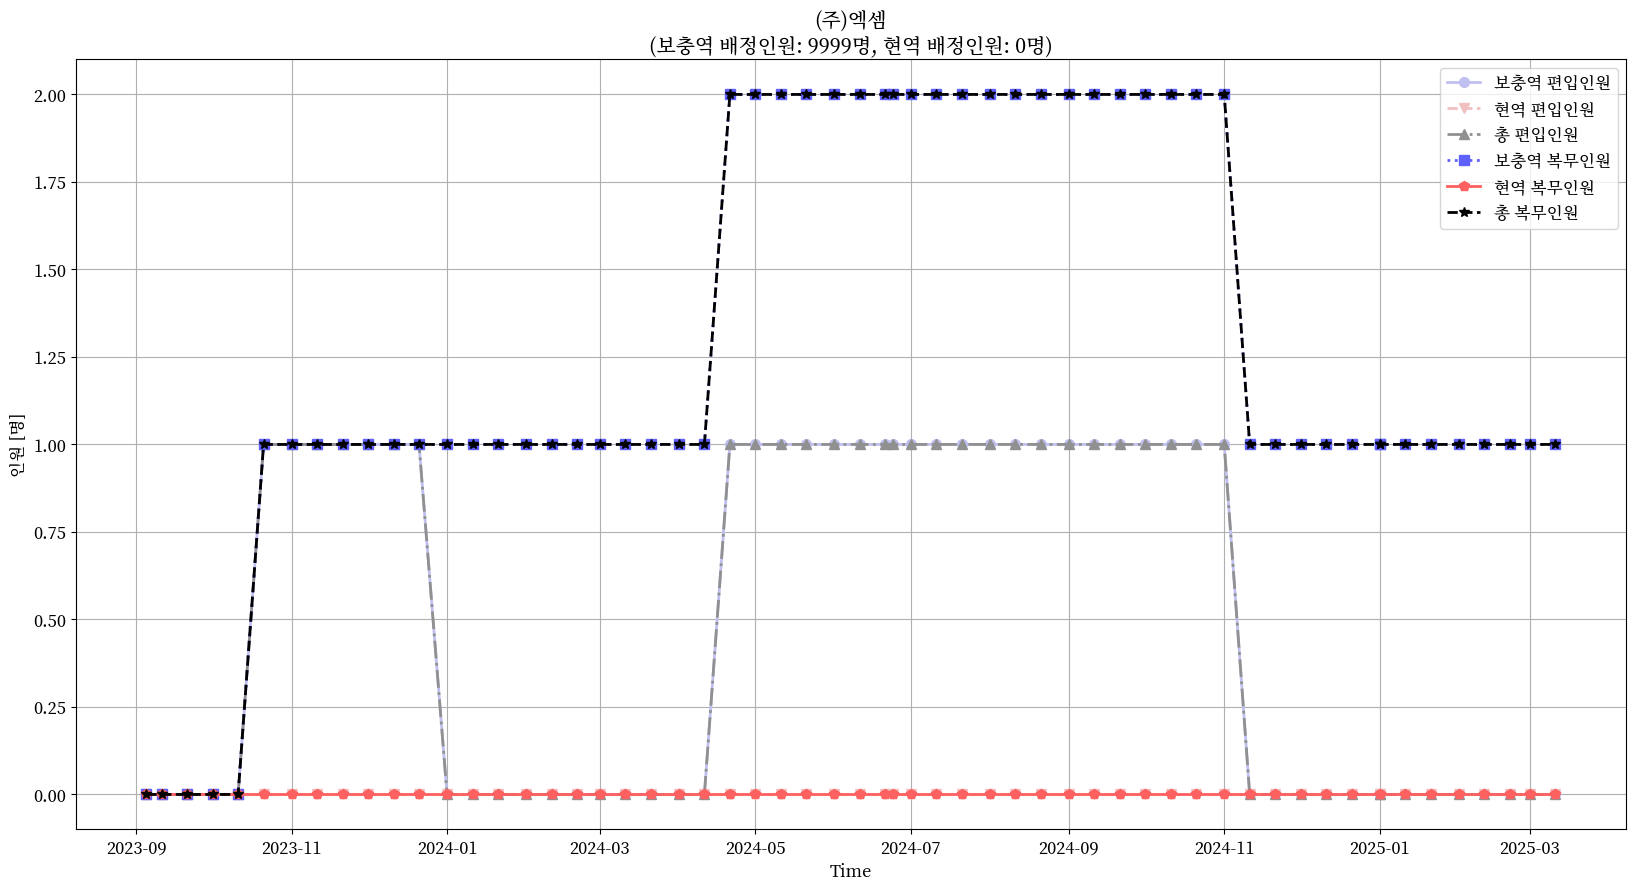 (주)엑셈
(보충역 배정인원: 9999명, 현역 배정인원: 0명)
보충역 편입인원
현역 편입인원
총 편입인원
보충역 복무인원
현역 복무인원
총 복무인원
인원 [명]
2.00
1.75
1.50
1.25
1.00
0.75
0.50
0.25
0.00
2023-09 2023-11 2024-01 2024-03 2024-05 2024-07 2024-09 2024-11 2025-01 2025-03
Time